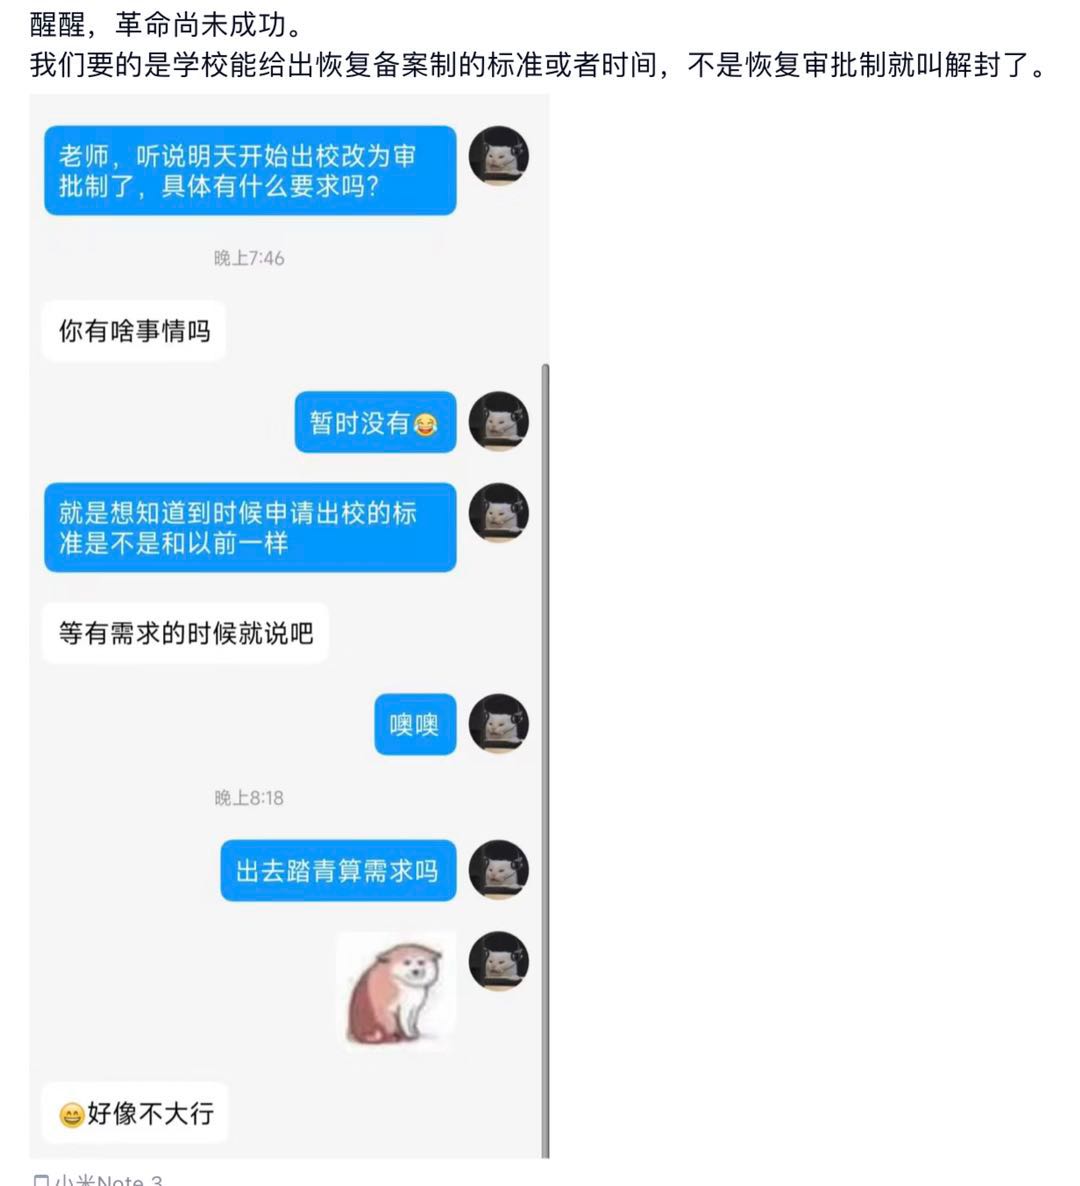 醒醒，革命尚未成功。
我们要的是学校能给出恢复备案制的标准或者时间，不是恢复审批制就叫解封了。
老师，听说明天开始出校改为审
批制了，具体有什么要求吗？
晚上7:46
你有啥事情吗
暂时没有😂
就是想知道到时候申请出校的标
准是不是和以前一样
等有需求的时候就说吧
噢噢
晚上8:18
出去踏青算需求吗
😄好像不大行
小米Note 3